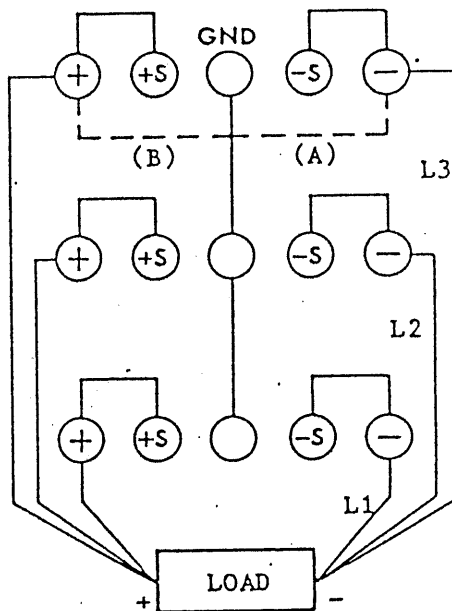 GND
+ +S -S -
(B) (A)
L3
+ +S -S -
L2
+ +S -S -
L1
LOAD
+ -